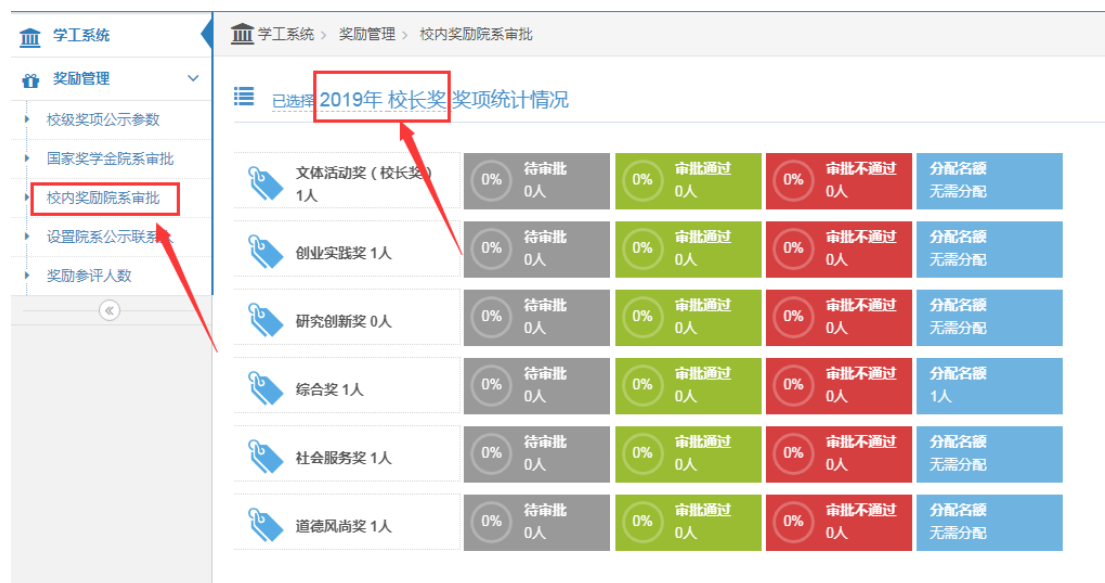 学工系统
奖励管理
校级奖项公示参数
国家奖学金院系审批
校内奖励院系审批
设置院系公示联系人
奖励参评人数
学工系统 > 奖励管理 > 校内奖励院系审批
已选择 2019年 校长奖 奖项统计情况
文体活动奖（校长奖）
1人
0%
待审批
0人
0%
审批通过
0人
0%
审批不通过
0人
分配名额
无需分配
创业实践奖 1人
0%
待审批
0人
0%
审批通过
0人
0%
审批不通过
0人
分配名额
无需分配
研究创新奖 0人
0%
待审批
0人
0%
审批通过
0人
0%
审批不通过
0人
分配名额
无需分配
综合奖 1人
0%
待审批
0人
0%
审批通过
0人
0%
审批不通过
0人
分配名额
1人
社会服务奖 1人
0%
待审批
0人
0%
审批通过
0人
0%
审批不通过
0人
分配名额
无需分配
道德风尚奖 1人
0%
待审批
0人
0%
审批通过
0人
0%
审批不通过
0人
分配名额
无需分配